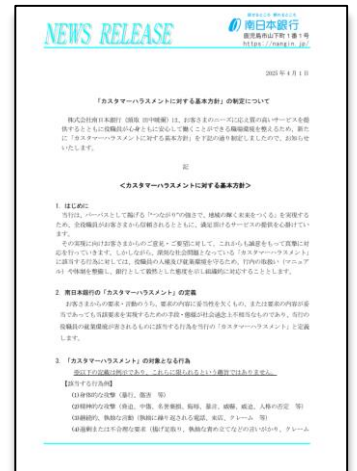 NEWS RELEASE
南日本銀行
鹿児島市山下町1番1号
https://nangin.jp/
2025年4月1日
「カスタマーハラスメントに対する基本方針」の制定について
株式会社南日本銀行（頭取 田中暁爾）は、お客さまのニーズに応え質の高いサービスを提
供するとともに役職員が心身ともに安心して働くことができる職場環境を整えるため、新た
に「カスタマーハラスメントに対する基本方針」を下記の通り制定しましたので、お知らせ
いたします。
記
＜カスタマーハラスメントに対する基本方針＞
1. はじめに
当行は、パーパスとして掲げる“つながり”の強さで、地域の輝く未来をつくる」を実現する
ため、全役職員がお客さまから信頼されるとともに、満足頂けるサービスの提供を心掛けてい
ます。
その実現に向けお客さまからのご意見・ご要望に対して、これからも誠意をもって真摯に対
応を行っていきます。しかしながら、深刻な社会問題となっている「カスタマーハラスメント」
に該当する行為に対しては、役職員の人権及び就業環境を守るため、行内の取扱い（マニュア
ル）や体制を整備し、銀行として毅然とした態度を示し組織的に対応することとします。
2. 南日本銀行の「カスタマーハラスメント」の定義
お客さまからの要求・言動のうち、要求の内容に妥当性を欠くもの、または要求の内容が妥
当であっても当該要求を実現するための手段・態様が社会通念上不相当なものであり、当行の
役職員の就業環境が害されるものに該当する行為を当行の「カスタマーハラスメント」と定義
します。
3. 「カスタマーハラスメント」の対象となる行為
※以下の記載は例示であり、これらに限られるという趣旨ではありません。
【該当する行為例】
(1)身体的な攻撃（暴行、傷害 等）
(2)精神的な攻撃（脅迫、中傷、名誉毀損、侮辱、暴言、威嚇、威迫、人格の否定 等）
(3)継続的、執拗な言動（執拗に繰り返される電話、来店、クレーム 等）
(4)過剰または不合理な要求（揚げ足取り、執拗な責め立てなどの言いがかり、クレーム